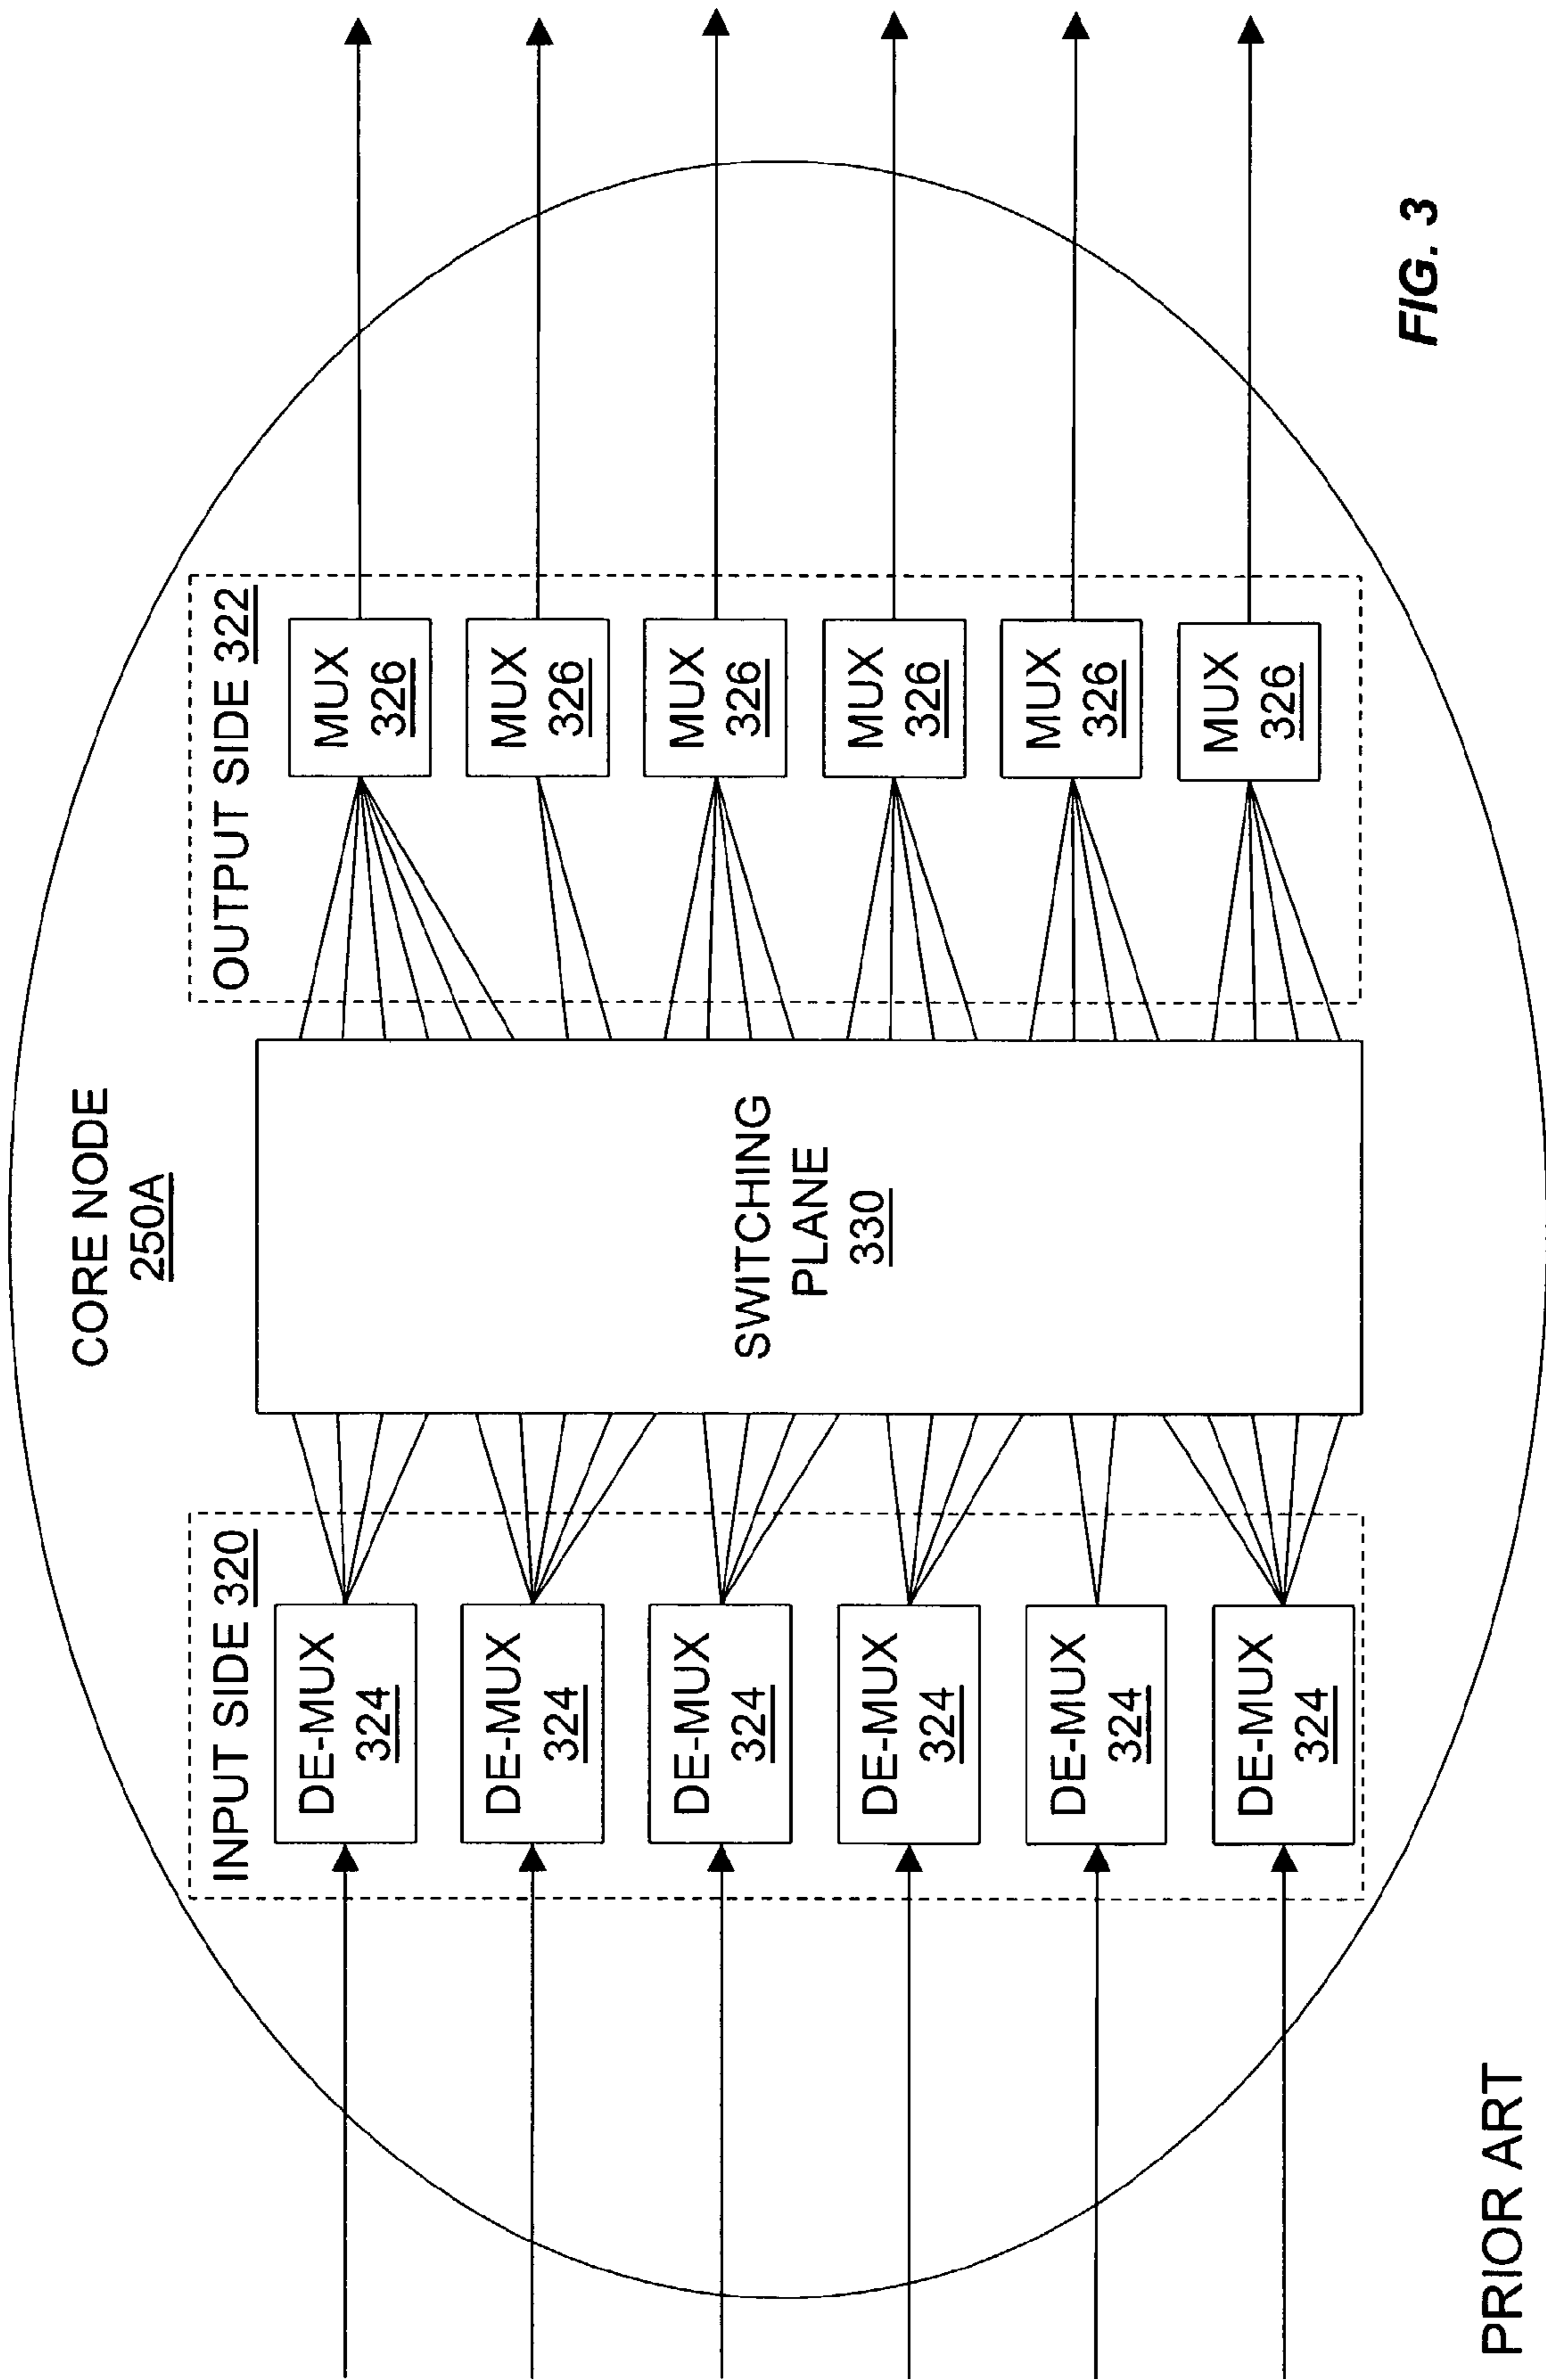 CORE NODE
250A
INPUT SIDE 320
DE-MUX
324
DE-MUX
324
DE-MUX
324
DE-MUX
324
DE-MUX
324
DE-MUX
324
SWITCHING
PLANE
330
OUTPUT SIDE 322
MUX
326
MUX
326
MUX
326
MUX
326
MUX
326
MUX
326
PRIOR ART
FIG. 3